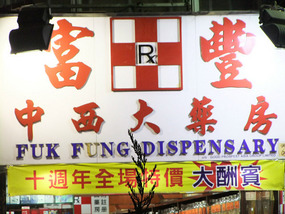 富 Rx 豐
中西大藥房
FUK FUNG DISPENSARY
十週年全場特價 大酬賓